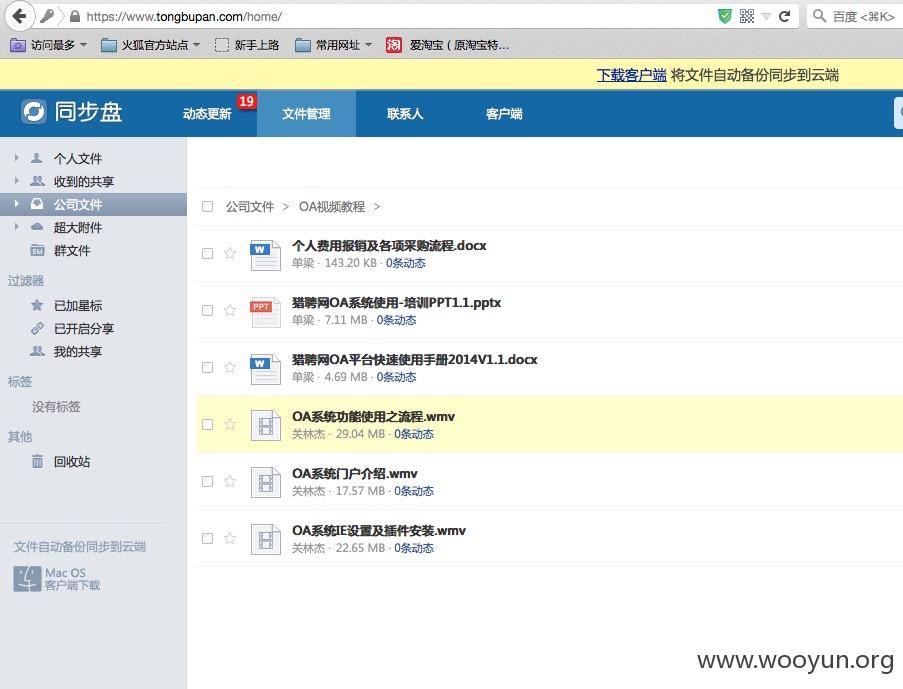 https://www.tongbupan.com/home/
百度 <⌘K>
访问最多 火狐官方站点 新手上路 常用网址 淘 爱淘宝（原淘宝特...
下载客户端 将文件自动备份同步到云端
同步盘 动态更新 19 文件管理 联系人 客户端
个人文件
收到的共享
公司文件
超大附件
群文件
过滤器
已加星标
已开启分享
我的共享
标签
没有标签
其他
回收站
文件自动备份同步到云端
Mac OS
客户端下载
公司文件 > OA视频教程 >
W
个人费用报销及各项采购流程.docx
单梁 · 143.20 KB · 0条动态
PPT
猎聘网OA系统使用-培训PPT1.1.pptx
单梁 · 7.11 MB · 0条动态
W
猎聘网OA平台快速使用手册2014V1.1.docx
单梁 · 4.69 MB · 0条动态
OA系统功能使用之流程.wmv
关林杰 · 29.04 MB · 0条动态
OA系统门户介绍.wmv
关林杰 · 17.57 MB · 0条动态
OA系统IE设置及插件安装.wmv
关林杰 · 22.65 MB · 0条动态
www.wooyun.org